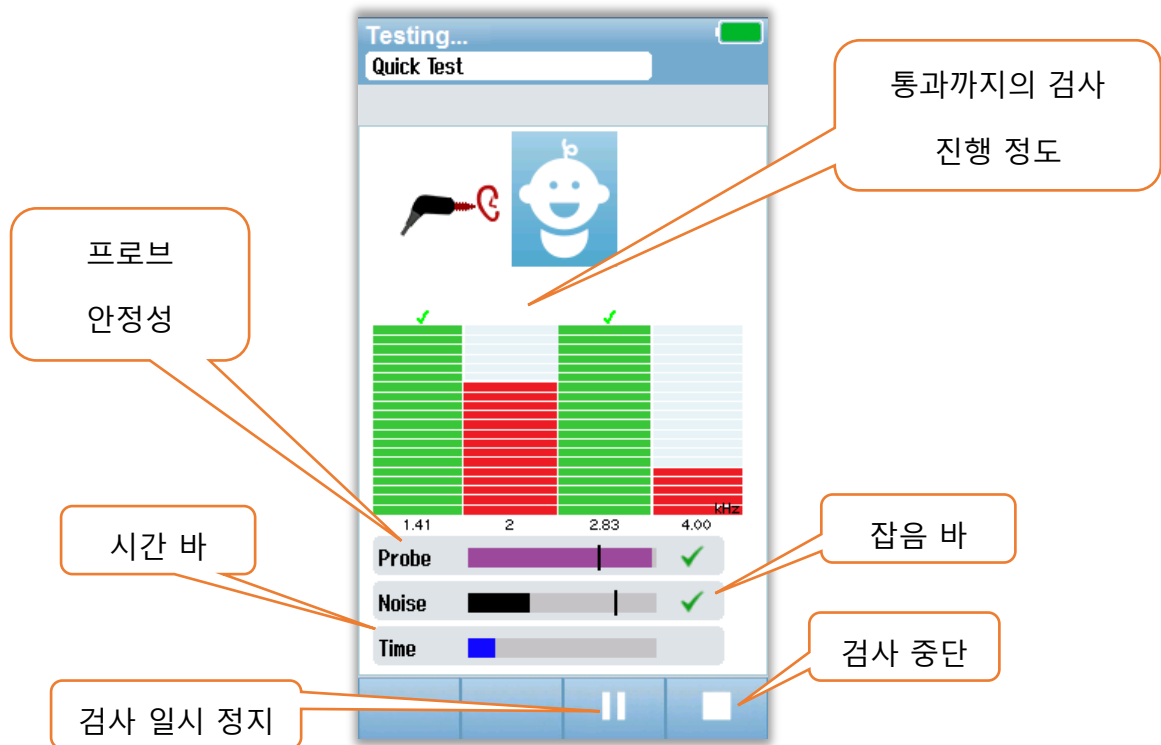 Testing...
Quick Test
통과까지의 검사
진행 정도
프로브
안정성
kHz
1.41 2 2.83 4.00
시간 바
잡음 바
Probe
Noise
Time
검사 중단
검사 일시 정지